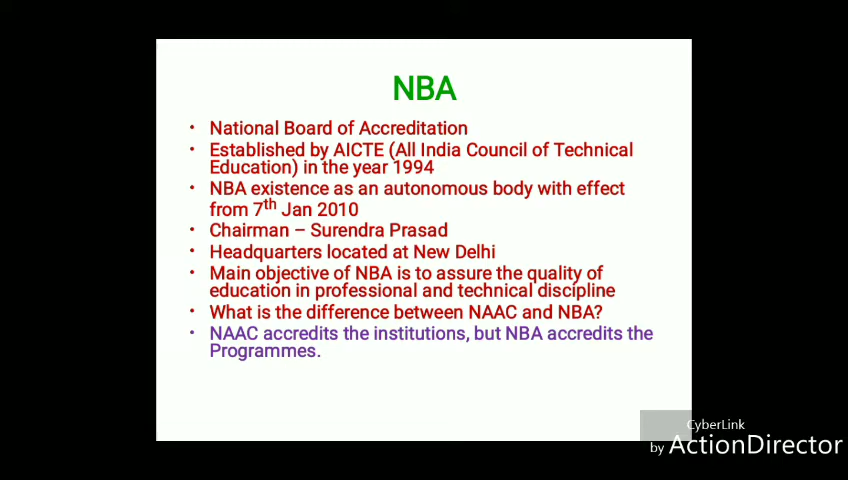 NBA
• National Board of Accreditation
• Established by AICTE (All India Council of Technical
Education) in the year 1994
• NBA existence as an autonomous body with effect
from 7th Jan 2010
• Chairman – Surendra Prasad
• Headquarters located at New Delhi
• Main objective of NBA is to assure the quality of
education in professional and technical discipline
• What is the difference between NAAC and NBA?
• NAAC accredits the institutions, but NBA accredits the
Programmes.
CyberLink
by ActionDirector